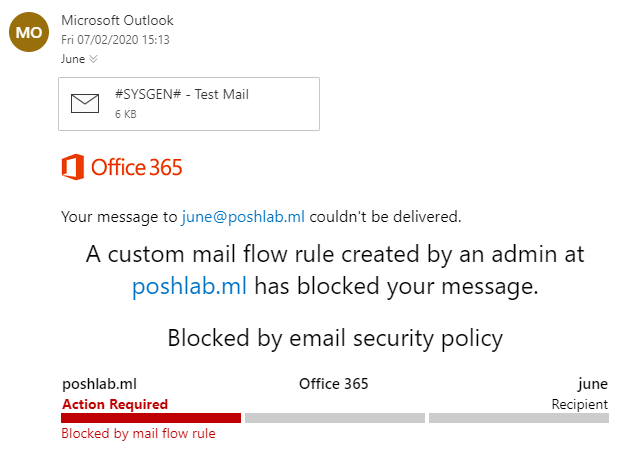 MO
Microsoft Outlook
Fri 07/02/2020 15:13
June
#SYSGEN# - Test Mail
6 KB
Office 365
Your message to june@poshlab.ml couldn't be delivered.
A custom mail flow rule created by an admin at
poshlab.ml has blocked your message.
Blocked by email security policy
poshlab.ml Office 365 june
Action Required Recipient
Blocked by mail flow rule